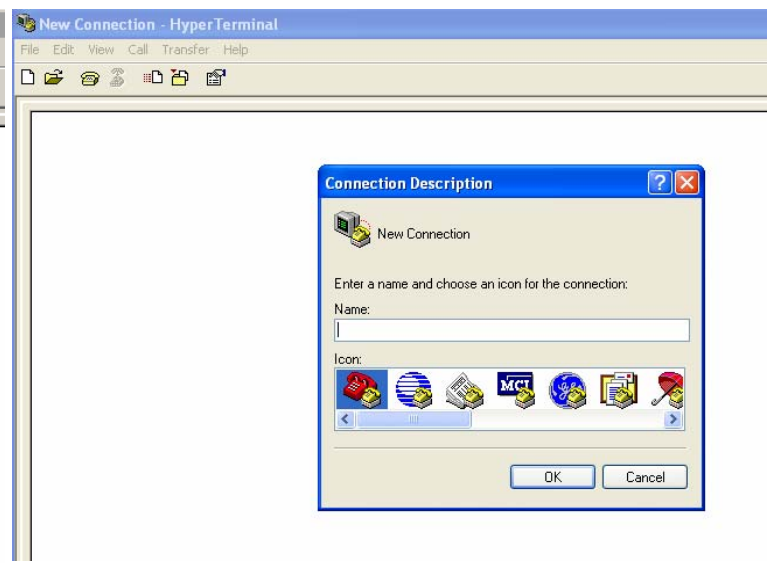 New Connection - HyperTerminal
File Edit View Call Transfer Help
Connection Description
New Connection
Enter a name and choose an icon for the connection:
Name:
Icon:
MCI
OK Cancel